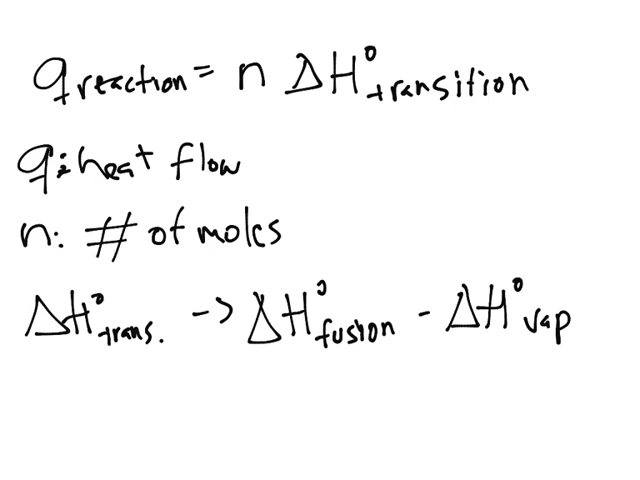 q reaction = n ΔH° transition
q: heat flow
n: # of moles
ΔH° trans. -> ΔH° fusion - ΔH° vap